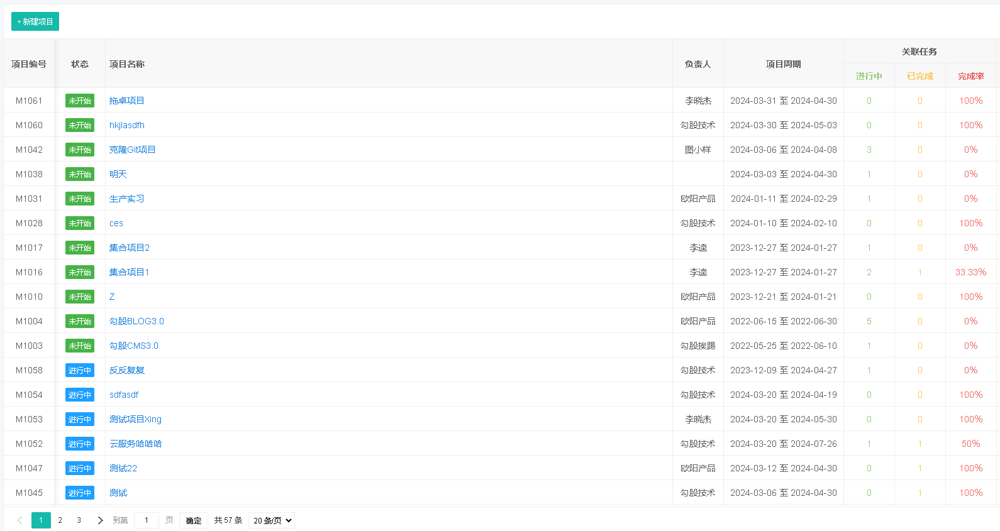 + 新建项目
项目编号 状态 项目名称 负责人 项目周期 关联任务
进行中 已完成 完成率
M1061 未开始 拖卓项目 李晓杰 2024-03-31 至 2024-04-30 0 0 100%
M1060 未开始 hkjlasdfh 勾股技术 2024-03-30 至 2024-05-03 0 0 100%
M1042 未开始 克隆Git项目 图小样 2024-03-06 至 2024-04-08 3 0 0%
M1038 未开始 明天 2024-03-03 至 2024-04-30 1 0 0%
M1031 未开始 生产实习 欧阳产品 2024-01-11 至 2024-02-29 1 0 0%
M1028 未开始 ces 勾股技术 2024-01-10 至 2024-02-10 0 0 100%
M1017 未开始 集合项目2 李逵 2023-12-27 至 2024-01-27 1 0 0%
M1016 未开始 集合项目1 李逵 2023-12-27 至 2024-01-27 2 1 33.33%
M1010 未开始 Z 欧阳产品 2023-12-21 至 2024-01-21 0 0 100%
M1004 未开始 勾股BLOG3.0 欧阳产品 2022-06-15 至 2022-06-30 5 0 0%
M1003 未开始 勾股CMS3.0 勾股挨踢 2022-05-25 至 2022-06-10 1 0 0%
M1058 进行中 反反复复 勾股技术 2023-12-09 至 2024-04-27 1 0 0%
M1054 进行中 sdfasdf 勾股技术 2024-03-20 至 2024-04-19 0 0 100%
M1053 进行中 测试项目Xing 李晓杰 2024-03-20 至 2024-05-30 0 0 100%
M1052 进行中 云服务哈哈哈 勾股技术 2024-03-20 至 2024-07-26 1 1 50%
M1047 进行中 测试22 欧阳产品 2024-03-12 至 2024-04-30 0 1 100%
M1045 进行中 测试 勾股技术 2024-03-06 至 2024-04-30 0 1 100%
1 2 3 到第 1 页 确定 共 57 条 20 条/页